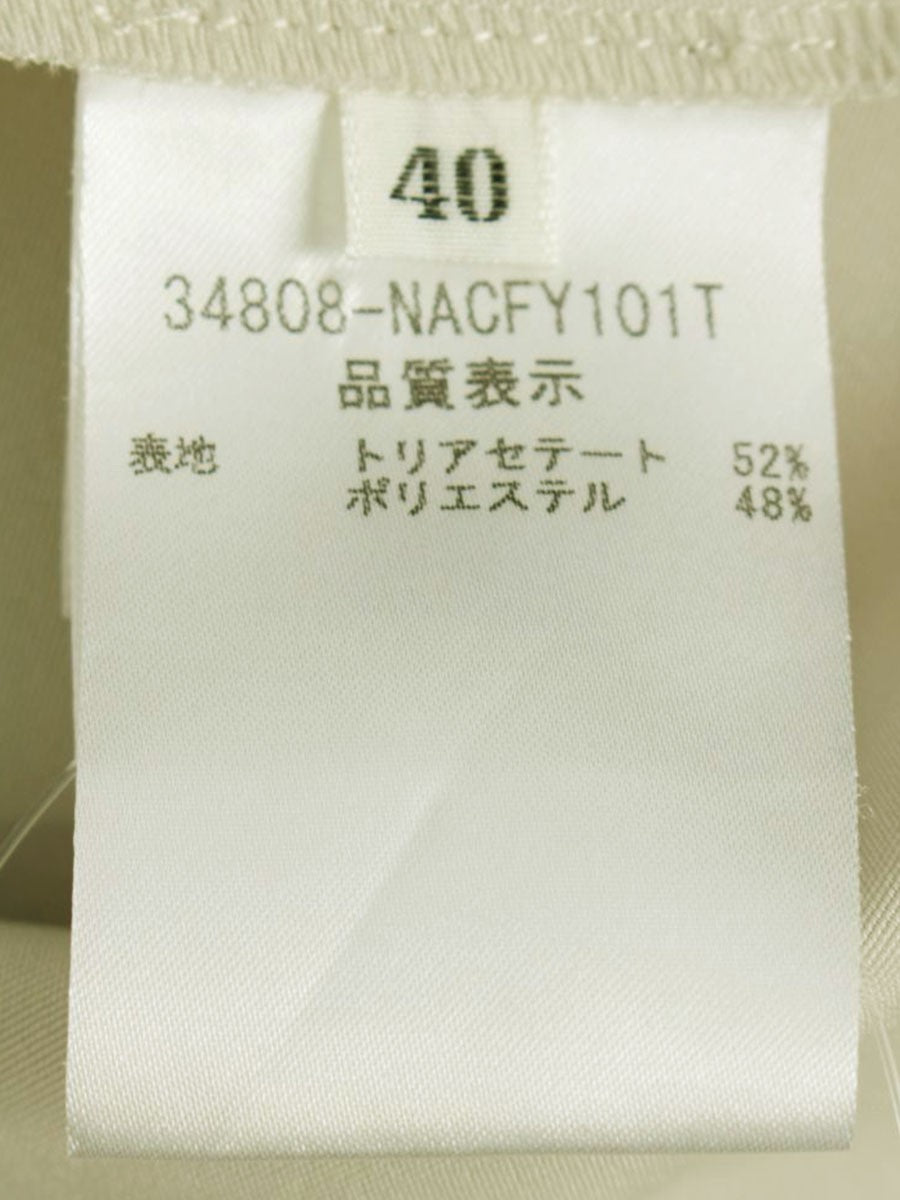 40
34808-NACFY101T
品質表示
表地 トリアセテート 52%
ポリエステル 48%